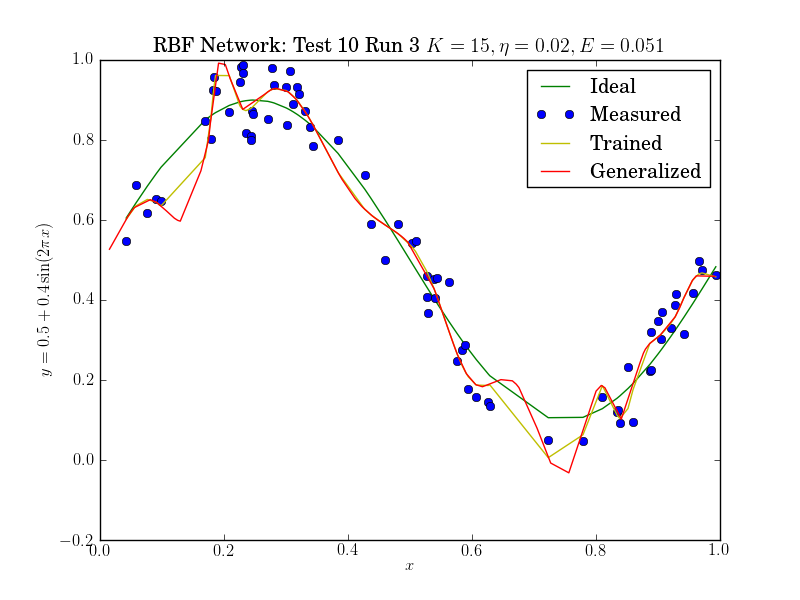 RBF Network: Test 10 Run 3 K = 15, η = 0.02, E = 0.051
1.0
0.8
0.6
0.4
0.2
0.0
−0.2
y = 0.5 + 0.4 sin(2πx)
Ideal
Measured
Trained
Generalized
0.0 0.2 0.4 0.6 0.8 1.0
x